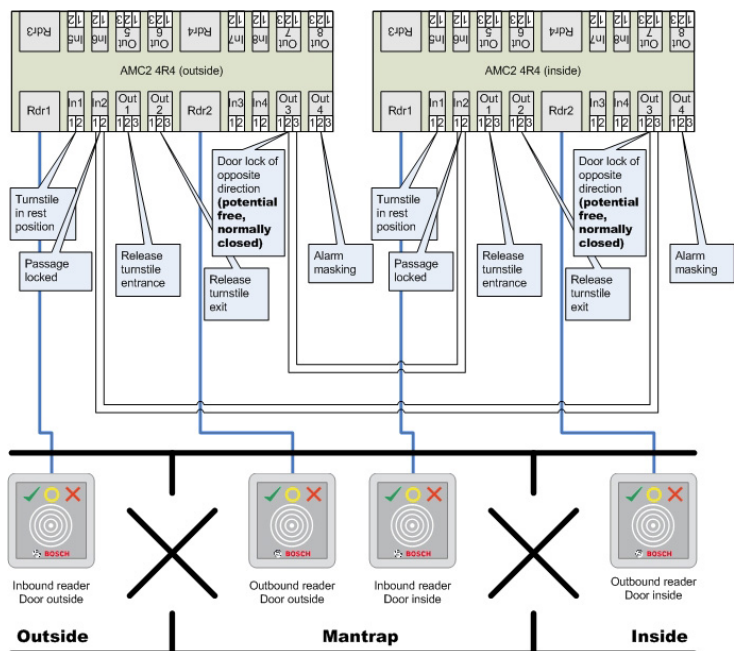 Rdr3
In5
In6
Out
5
Out
6
Rdr4
In7
In8
Out
7
Out
8
12
12
123
123
12
12
123
123
AMC2 4R4 (outside)
Rdr1
In1
In2
Out
1
Out
2
Rdr2
In3
In4
Out
3
Out
4
12
12
123
123
12
12
123
123
Rdr3
In5
In6
Out
5
Out
6
Rdr4
In7
In8
Out
7
Out
8
12
12
123
123
12
12
123
123
AMC2 4R4 (inside)
Rdr1
In1
In2
Out
1
Out
2
Rdr2
In3
In4
Out
3
Out
4
12
12
123
123
12
12
123
123
Turnstile
in rest
position
Passage
locked
Release
turnstile
entrance
Release
turnstile
exit
Door lock of
opposite
direction
(potential
free,
normally
closed)
Alarm
masking
Turnstile
in rest
position
Passage
locked
Release
turnstile
entrance
Release
turnstile
exit
Door lock of
opposite
direction
(potential
free,
normally
closed)
Alarm
masking
BOSCH
Inbound reader
Door outside
BOSCH
Outbound reader
Door outside
BOSCH
Inbound reader
Door inside
BOSCH
Outbound reader
Door inside
Outside
Mantrap
Inside